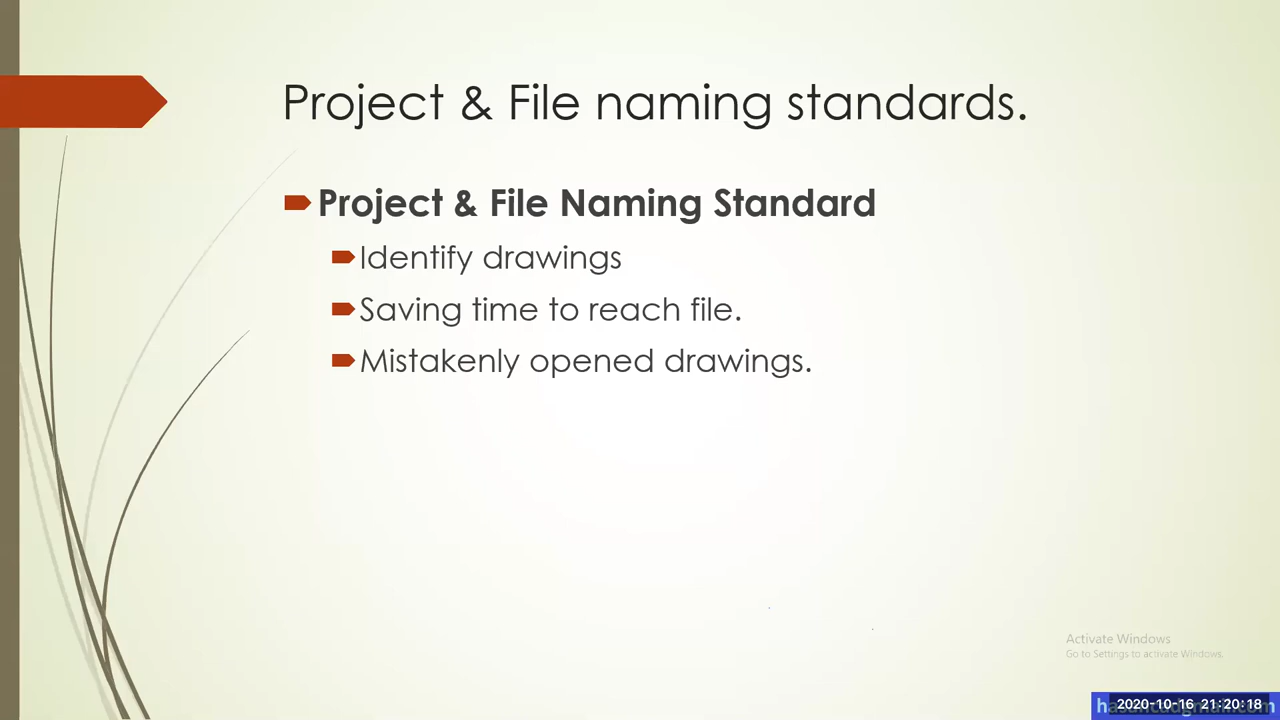 Project & File naming standards.
Project & File Naming Standard
Identify drawings
Saving time to reach file.
Mistakenly opened drawings.
Activate Windows
Go to Settings to activate Windows.
2020-10-16 21:20:18